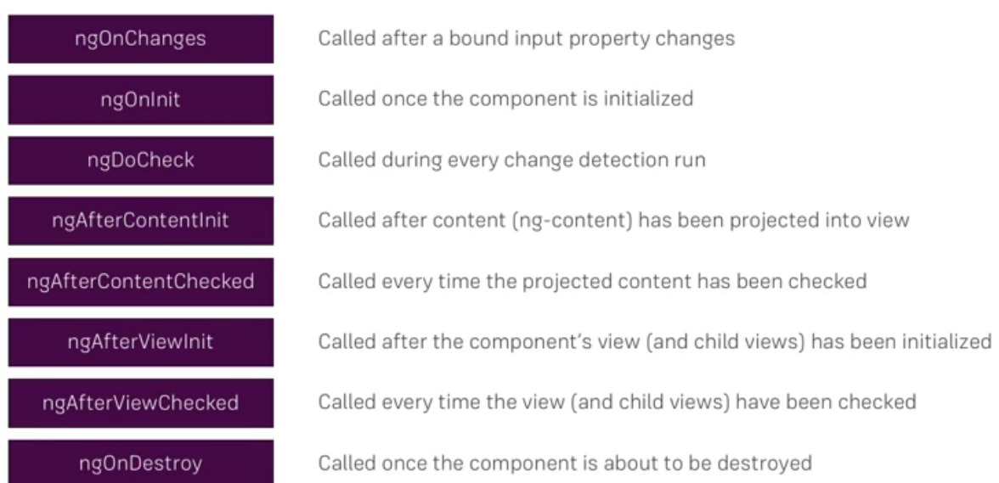 ngOnChanges Called after a bound input property changes
ngOnInit Called once the component is initialized
ngDoCheck Called during every change detection run
ngAfterContentInit Called after content (ng-content) has been projected into view
ngAfterContentChecked Called every time the projected content has been checked
ngAfterViewInit Called after the component's view (and child views) has been initialized
ngAfterViewChecked Called every time the view (and child views) have been checked
ngOnDestroy Called once the component is about to be destroyed